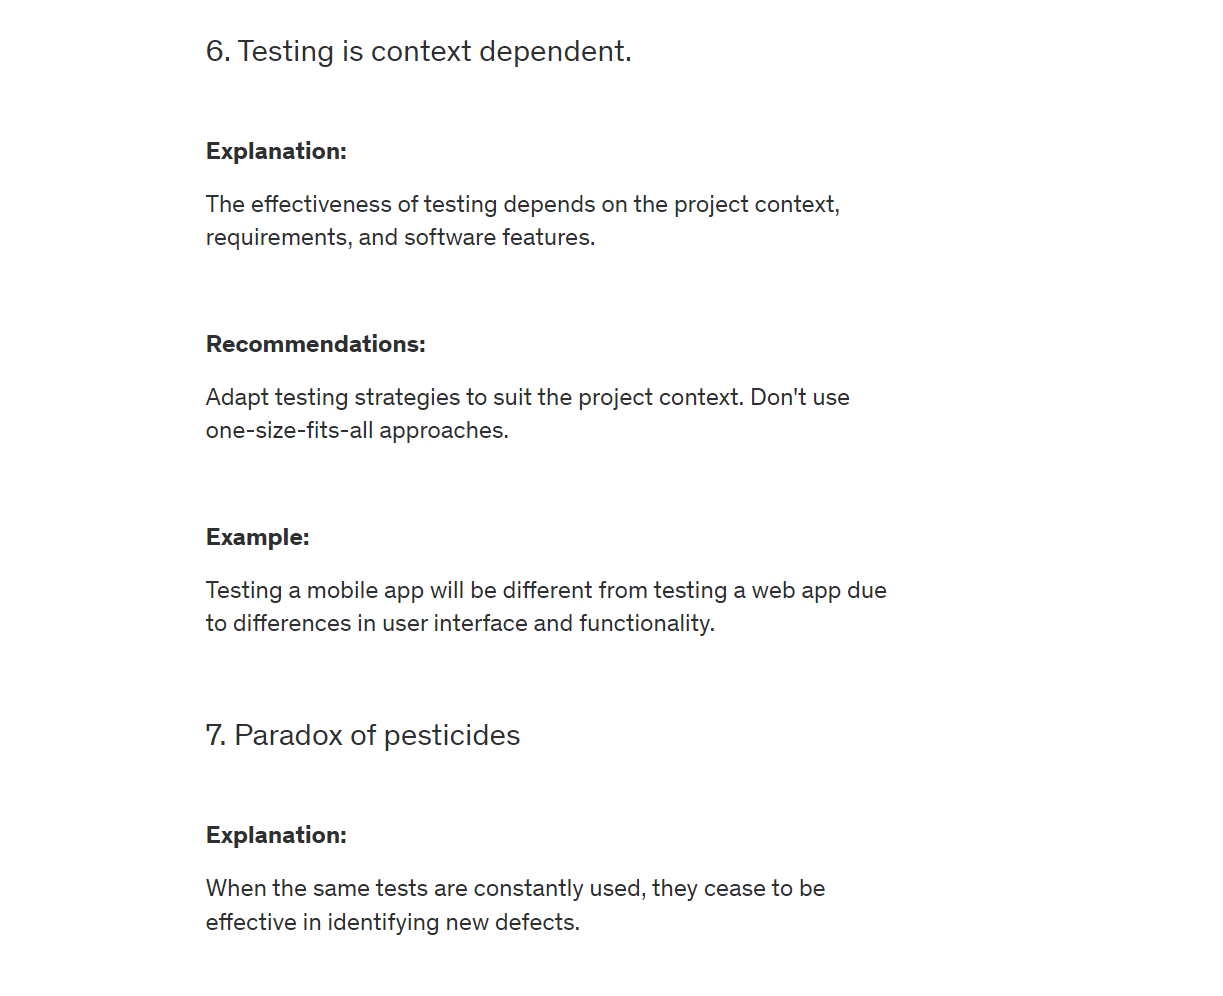 6. Testing is context dependent.
Explanation:
The effectiveness of testing depends on the project context,
requirements, and software features.
Recommendations:
Adapt testing strategies to suit the project context. Don't use
one-size-fits-all approaches.
Example:
Testing a mobile app will be different from testing a web app due
to differences in user interface and functionality.
7. Paradox of pesticides
Explanation:
When the same tests are constantly used, they cease to be
effective in identifying new defects.